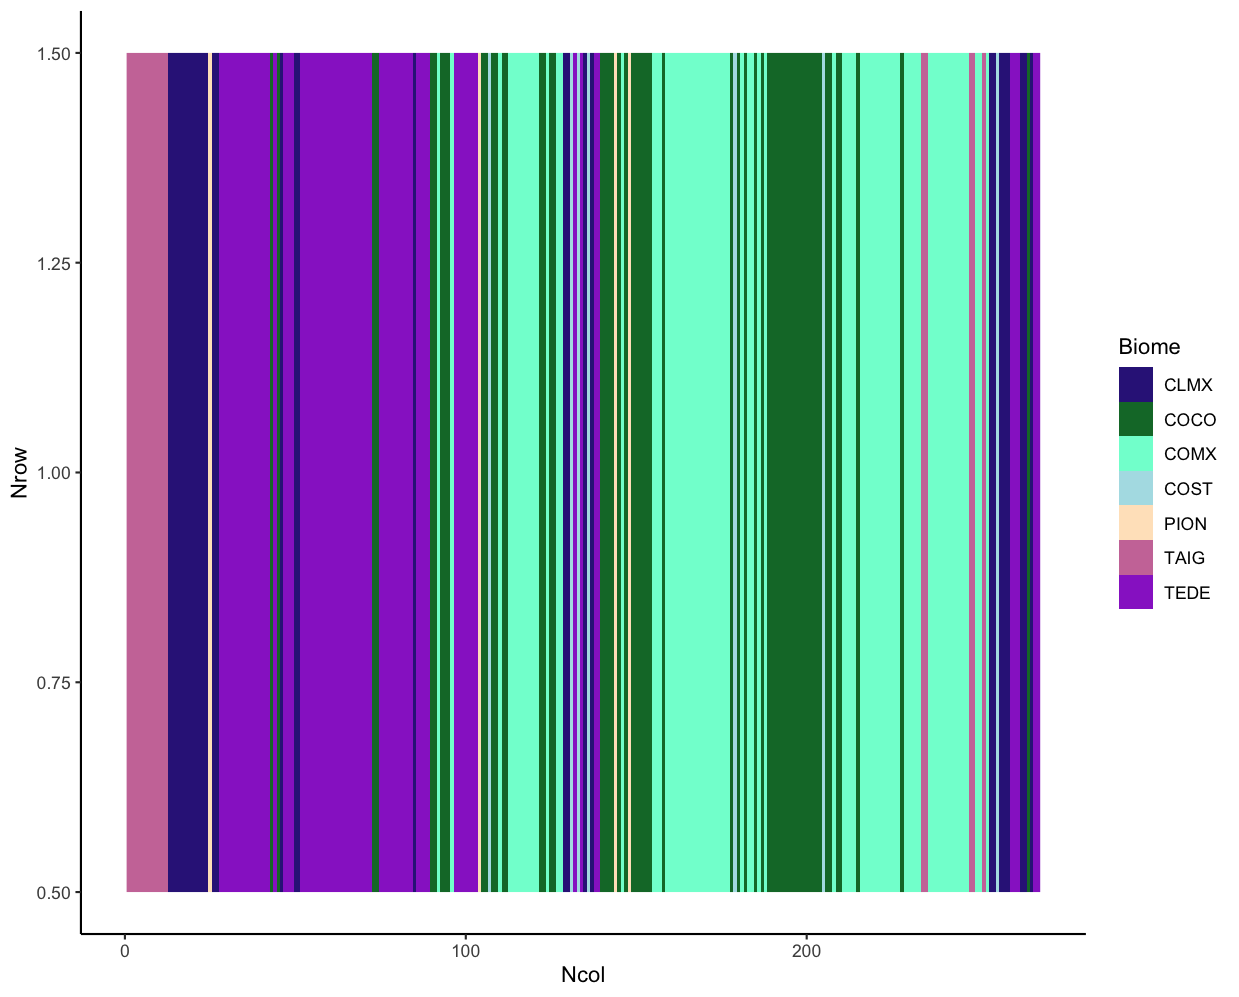 1.50
1.25
1.00
0.75
0.50
Nrow
0
100
200
Ncol
Biome
CLMX
COCO
COMX
COST
PION
TAIG
TEDE